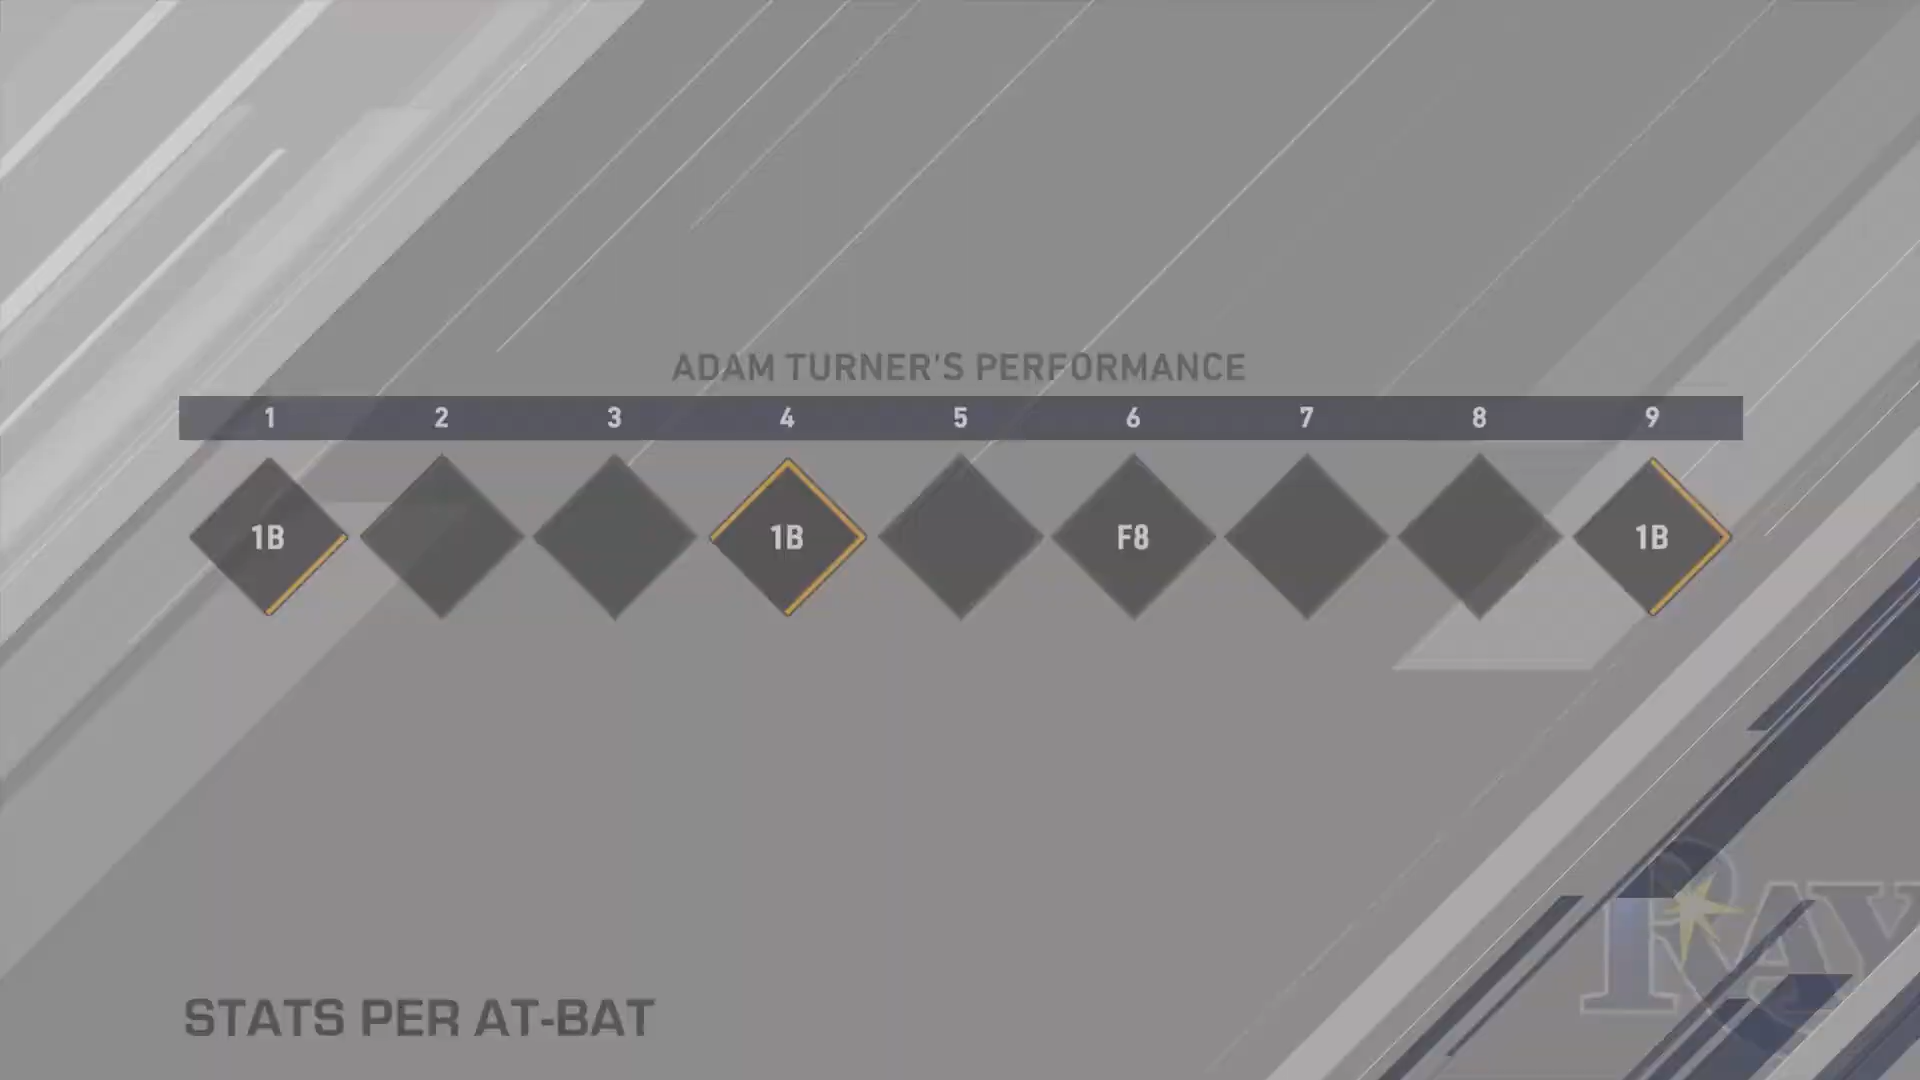 ADAM TURNER'S PERFORMANCE
1 2 3 4 5 6 7 8 9
1B 1B F8 1B
STATS PER AT-BAT
RAY